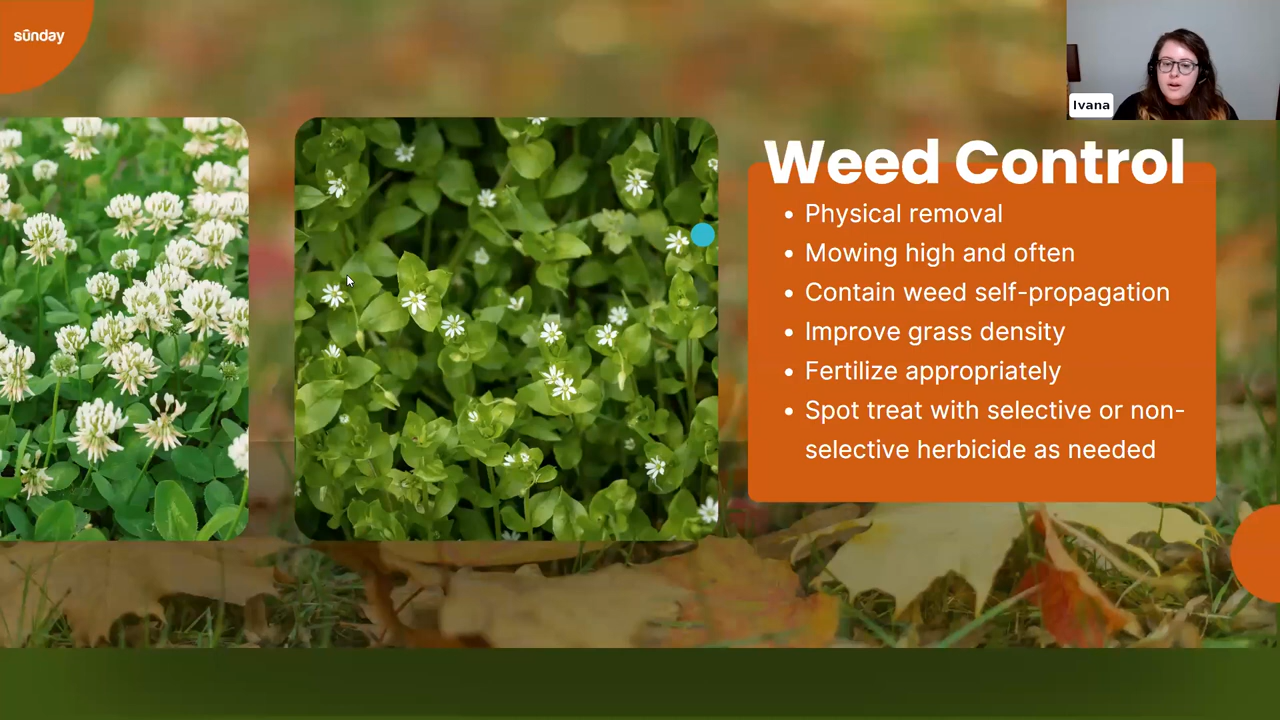 sūnday
Ivana
Weed Control
• Physical removal
• Mowing high and often
• Contain weed self-propagation
• Improve grass density
• Fertilize appropriately
• Spot treat with selective or non-
selective herbicide as needed